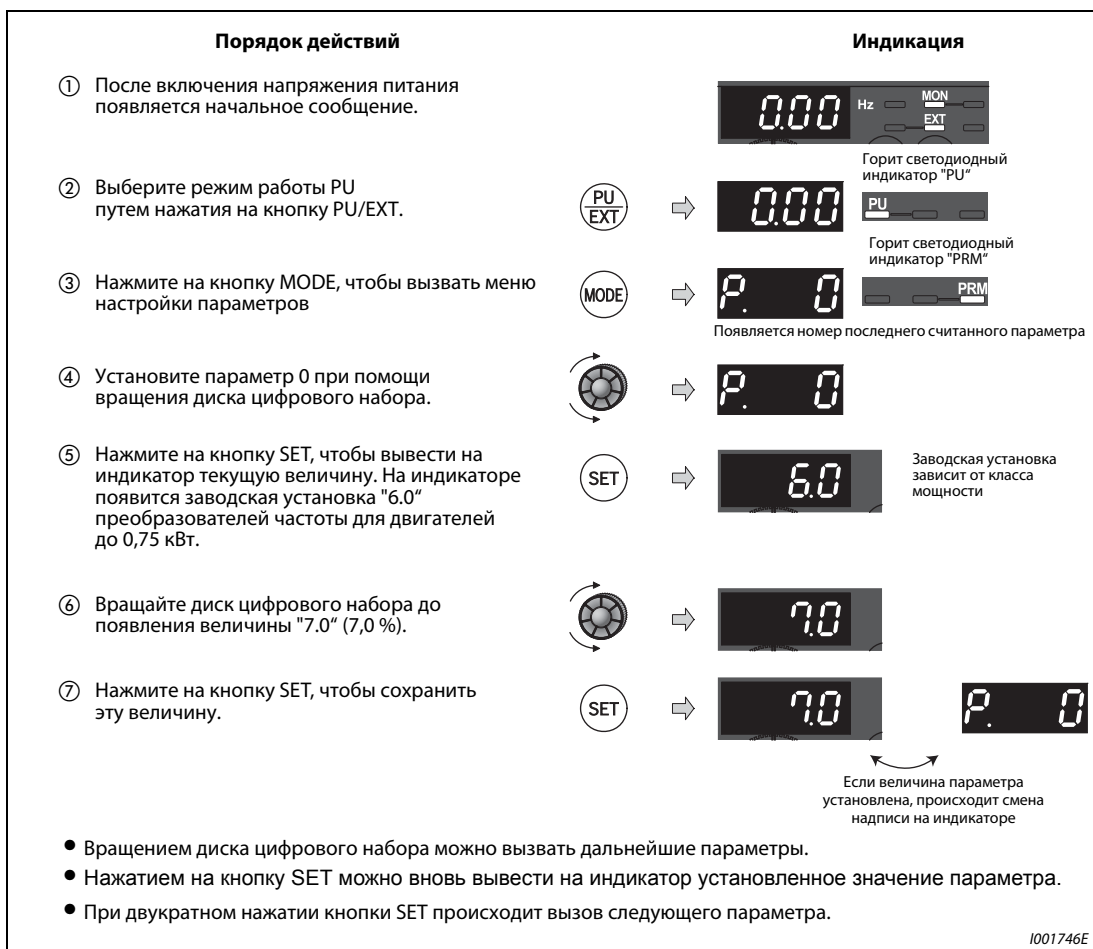 Порядок действий
Индикация
① После включения напряжения питания
появляется начальное сообщение.
0.00 Hz MON
EXT
② Выберите режим работы PU
путем нажатия на кнопку PU/EXT.
PU
EXT
Горит светодиодный
индикатор "PU“
0.00 PU
③ Нажмите на кнопку MODE, чтобы вызвать меню
настройки параметров
MODE
Горит светодиодный
индикатор "PRM“
P. 0 PRM
Появляется номер последнего считанного параметра
④ Установите параметр 0 при помощи
вращения диска цифрового набора.
P. 0
⑤ Нажмите на кнопку SET, чтобы вывести на
индикатор текущую величину. На индикаторе
появится заводская установка "6.0“
преобразователей частоты для двигателей
до 0,75 кВт.
SET
6.0
Заводская установка
зависит от класса
мощности
⑥ Вращайте диск цифрового набора до
появления величины "7.0“ (7,0 %).
7.0
⑦ Нажмите на кнопку SET, чтобы сохранить
эту величину.
SET
7.0
P. 0
Если величина параметра
установлена, происходит смена
надписи на индикаторе
● Вращением диска цифрового набора можно вызвать дальнейшие параметры.
● Нажатием на кнопку SET можно вновь вывести на индикатор установленное значение параметра.
● При двукратном нажатии кнопки SET происходит вызов следующего параметра.
I001746E